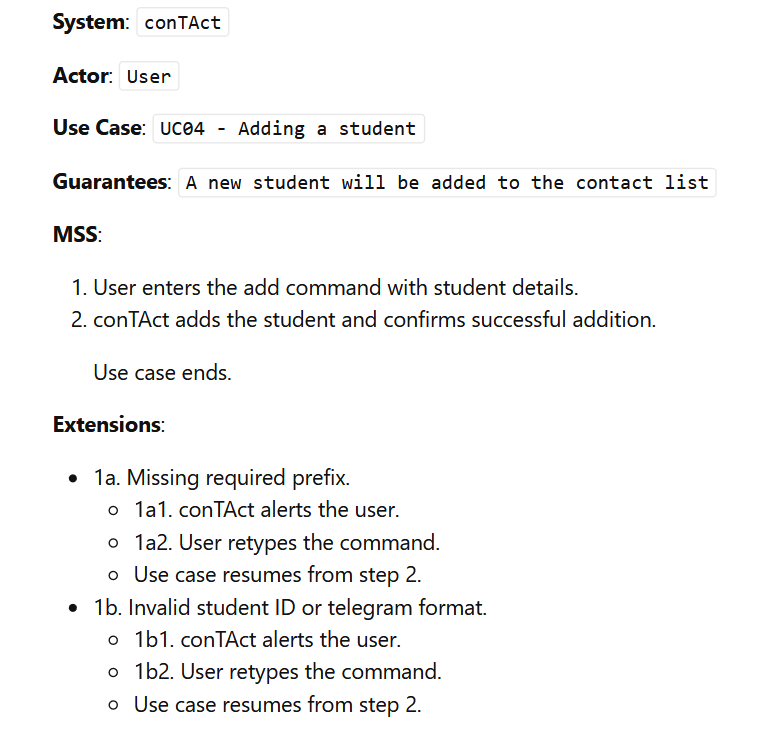 System: conTAct
Actor: User
Use Case: UC04 - Adding a student
Guarantees: A new student will be added to the contact list
MSS:
1. User enters the add command with student details.
2. conTAct adds the student and confirms successful addition.
Use case ends.
Extensions:
• 1a. Missing required prefix.
○ 1a1. conTAct alerts the user.
○ 1a2. User retypes the command.
○ Use case resumes from step 2.
• 1b. Invalid student ID or telegram format.
○ 1b1. conTAct alerts the user.
○ 1b2. User retypes the command.
○ Use case resumes from step 2.